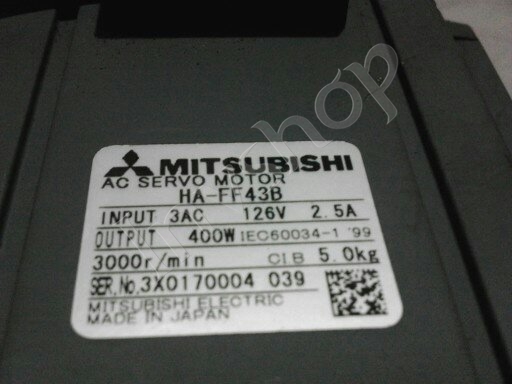 MITSUBISHI
AC SERVO MOTOR
HA-FF43B
INPUT 3AC 126V 2.5A
OUTPUT 400W IEC60034-1 '99
3000r/min Cl.B 5.0kg
SER.No.3X0170004 039
MITSUBISHI ELECTRIC
MADE IN JAPAN